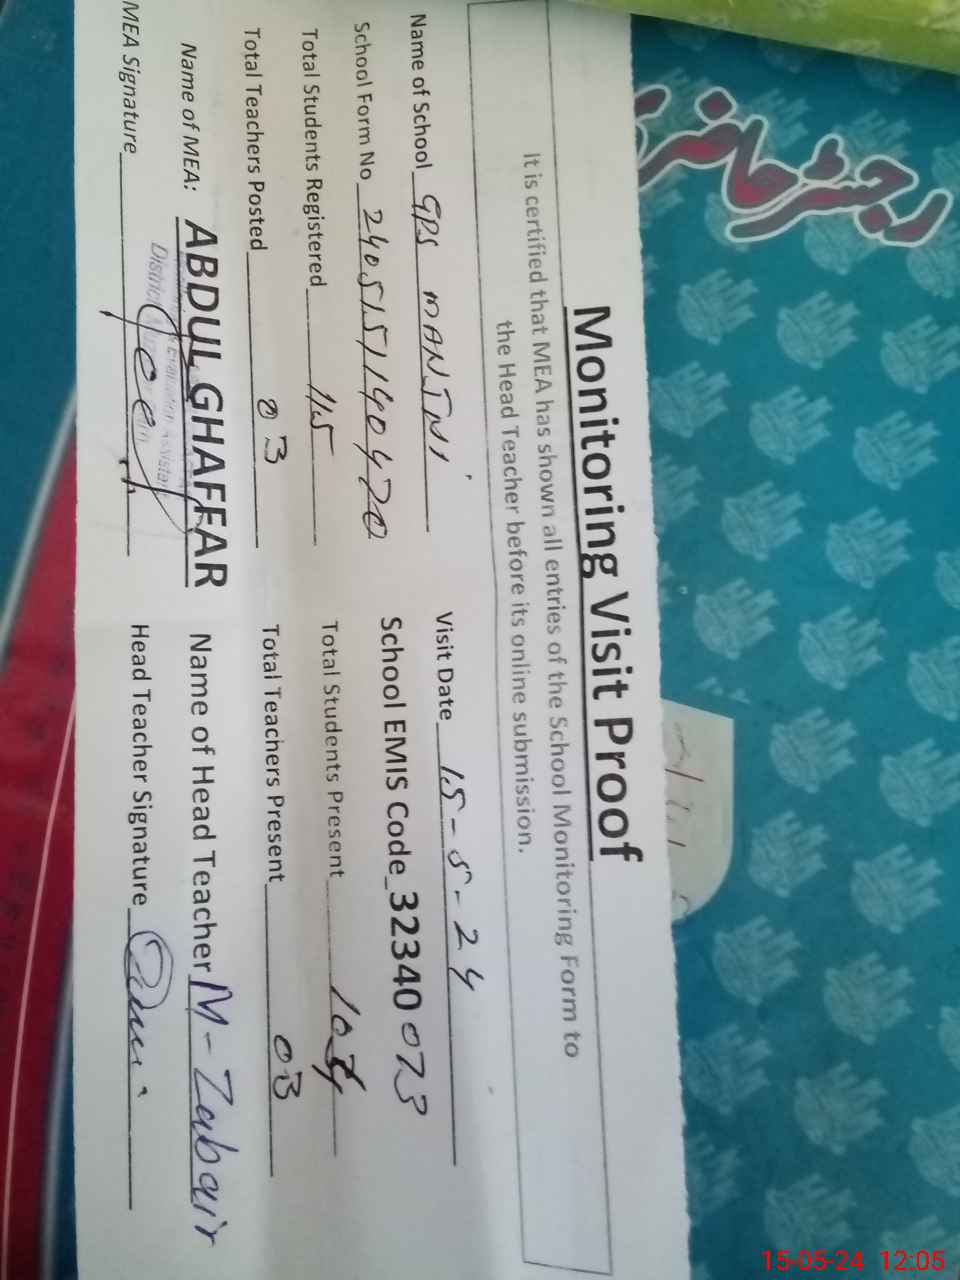 رجسٹر حاضری
Monitoring Visit Proof
It is certified that MEA has shown all entries of the School Monitoring Form to
the Head Teacher before its online submission.
Name of School GPS Visit Date 15-5-24
School Form No 2405151140420 School EMIS Code 32340073
Total Students Registered 115 Total Students Present
Total Teachers Posted 03 Total Teachers Present 03
Name of MEA: ABDUL GHAFFAR Name of Head Teacher M-Zubair
MEA Signature Head Teacher Signature
15-05-24 12:05